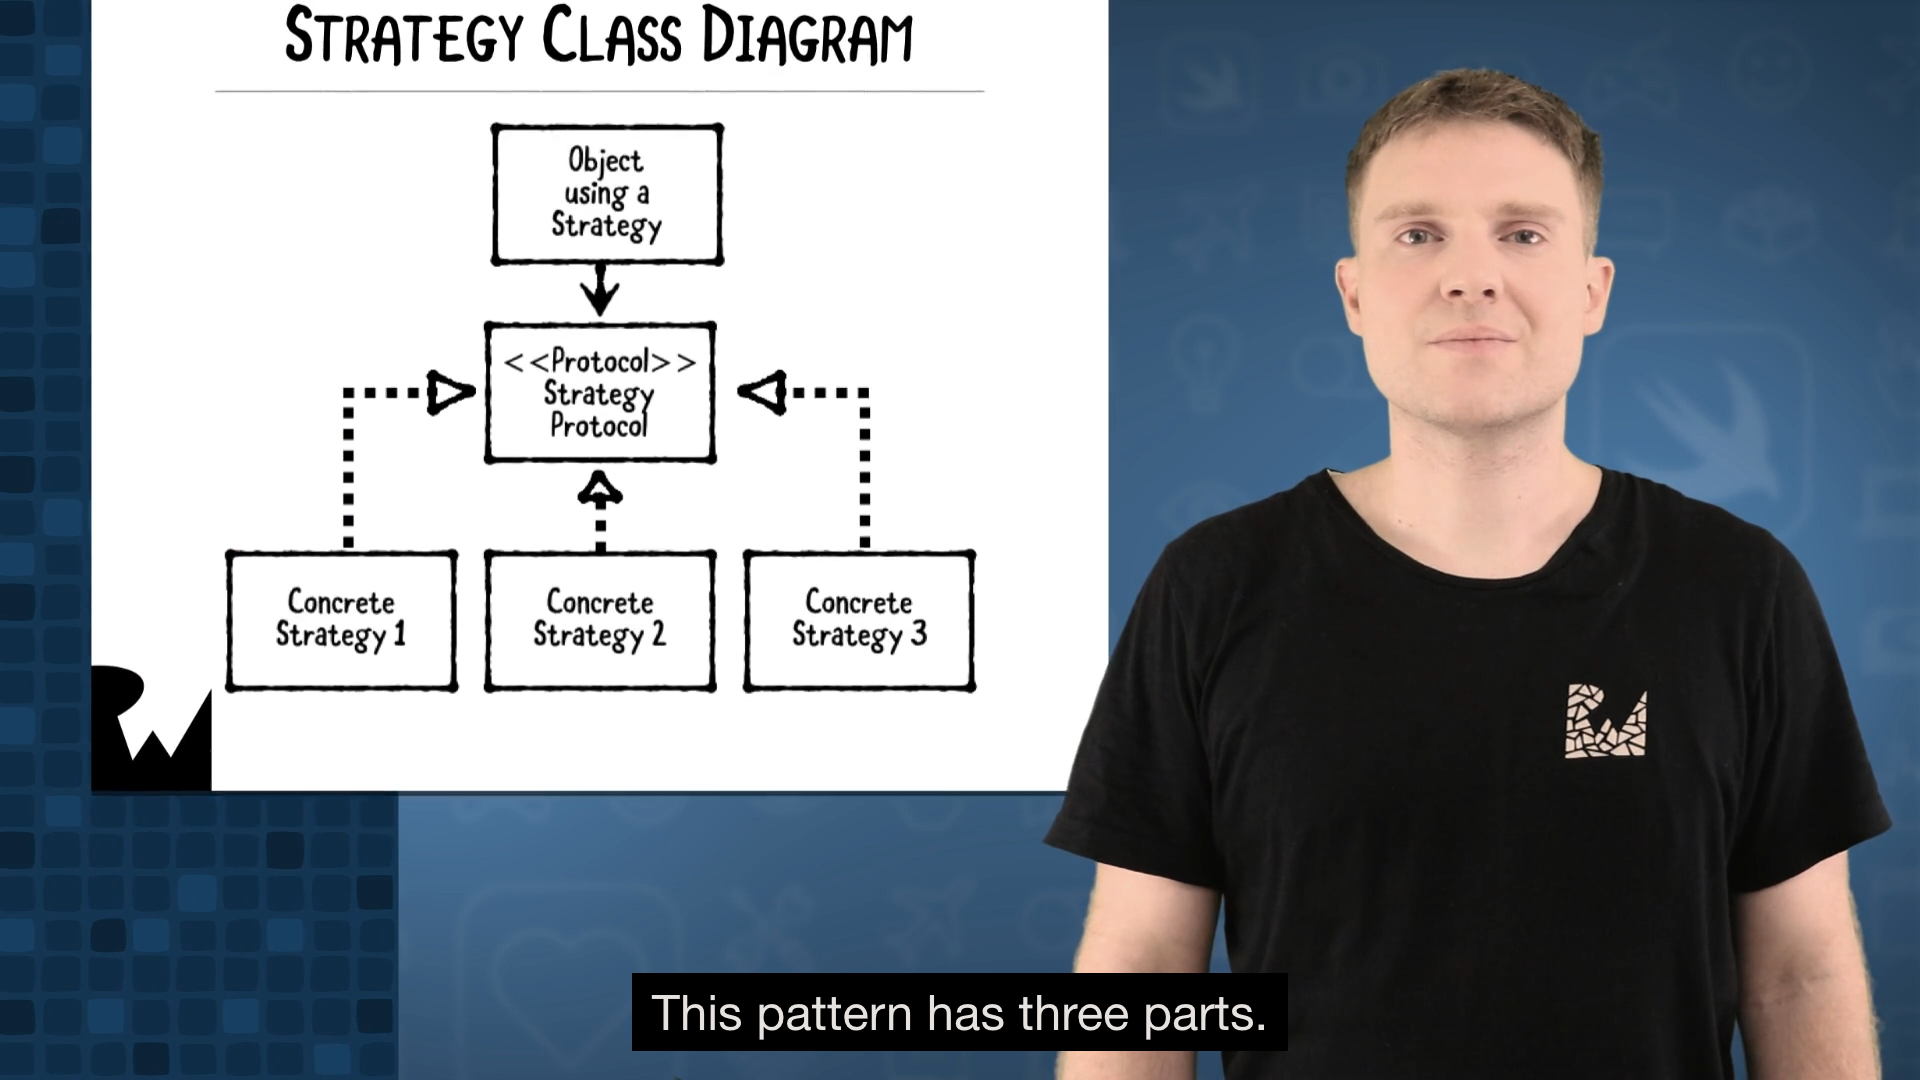 STRATEGY CLASS DIAGRAM
Object
using a
Strategy
<<Protocol>>
Strategy
Protocol
Concrete
Strategy 1
Concrete
Strategy 2
Concrete
Strategy 3
RW
This pattern has three parts.